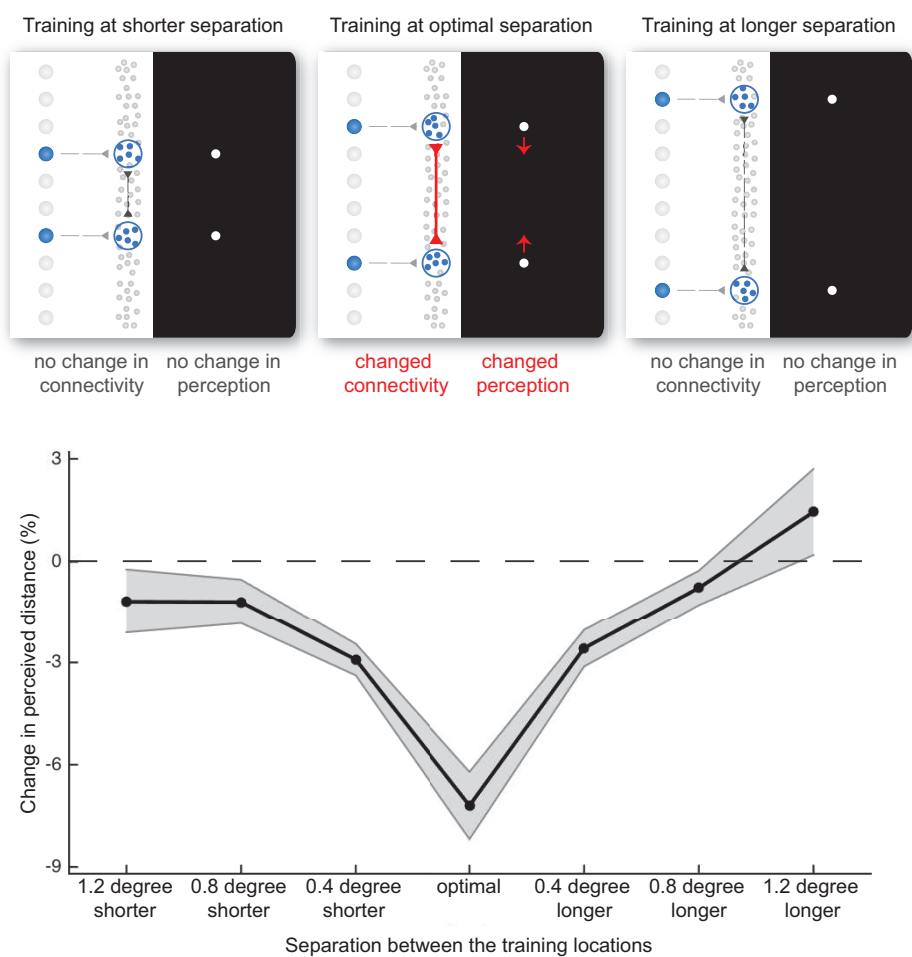 Training at shorter separation
Training at optimal separation
Training at longer separation
no change in
connectivity
no change in
perception
changed
connectivity
changed
perception
no change in
connectivity
no change in
perception
Change in perceived distance (%)
3
0
-3
-6
-9
1.2 degree
shorter
0.8 degree
shorter
0.4 degree
shorter
optimal
0.4 degree
longer
0.8 degree
longer
1.2 degree
longer
Separation between the training locations